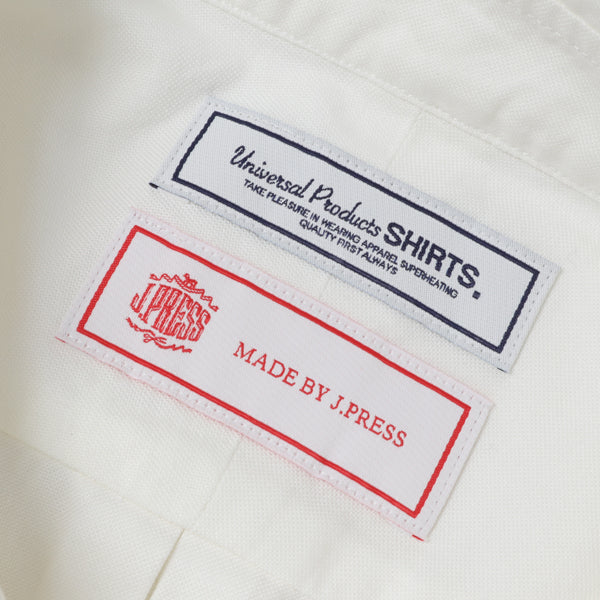 Universal Products SHIRTS.
TAKE PLEASURE IN WEARING APPAREL SUPERHEATING
QUALITY FIRST ALWAYS
J.PRESS
MADE BY J.PRESS